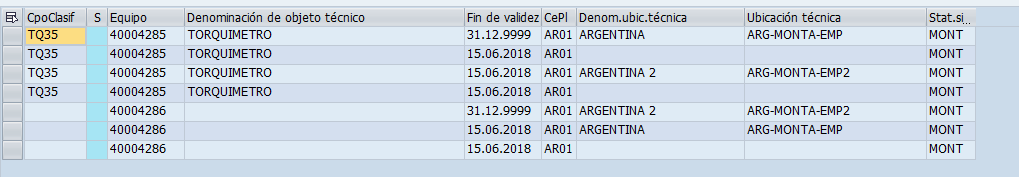 CpoClasif S Equipo Denominación de objeto técnico Fin de validez CePl Denom.ubic.técnica Ubicación técnica Stat.si...
TQ35 40004285 TORQUIMETRO 31.12.9999 AR01 ARGENTINA ARG-MONTA-EMP MONT
TQ35 40004285 TORQUIMETRO 15.06.2018 AR01 MONT
TQ35 40004285 TORQUIMETRO 15.06.2018 AR01 ARGENTINA 2 ARG-MONTA-EMP2 MONT
TQ35 40004285 TORQUIMETRO 15.06.2018 AR01 MONT
40004286 31.12.9999 AR01 ARGENTINA 2 ARG-MONTA-EMP2 MONT
40004286 15.06.2018 AR01 ARGENTINA ARG-MONTA-EMP MONT
40004286 15.06.2018 AR01 MONT